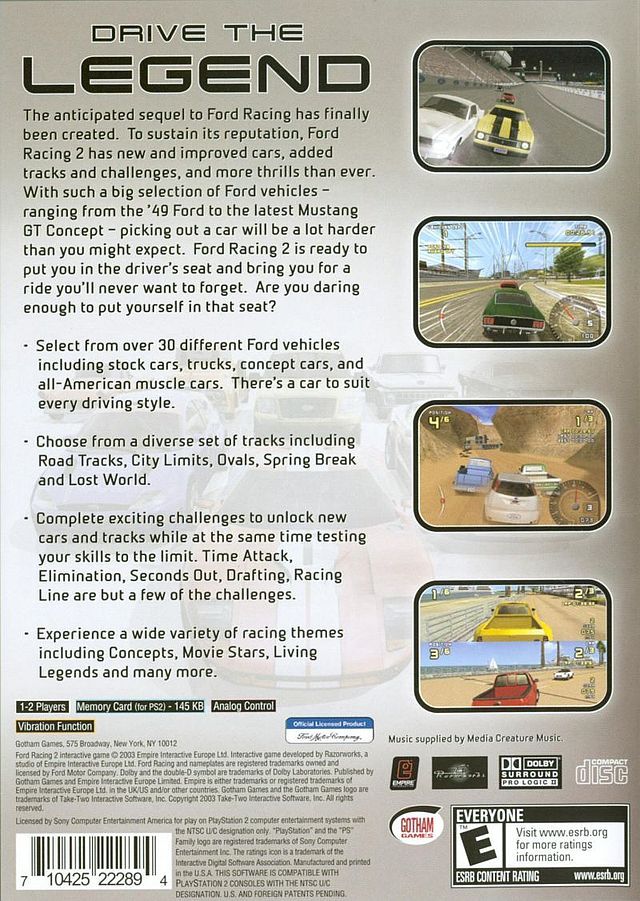 DRIVE THE
LEGEND
The anticipated sequel to Ford Racing has finally
been created. To sustain its reputation, Ford
Racing 2 has new and improved cars, added
tracks and challenges, and more thrills than ever.
With such a big selection of Ford vehicles –
ranging from the '49 Ford to the latest Mustang
GT Concept – picking out a car will be a lot harder
than you might expect. Ford Racing 2 is ready to
put you in the driver's seat and bring you for a
ride you'll never want to forget. Are you daring
enough to put yourself in that seat?
· Select from over 30 different Ford vehicles
including stock cars, trucks, concept cars, and
all-American muscle cars. There's a car to suit
every driving style.
· Choose from a diverse set of tracks including
Road Tracks, City Limits, Ovals, Spring Break
and Lost World.
· Complete exciting challenges to unlock new
cars and tracks while at the same time testing
your skills to the limit. Time Attack,
Elimination, Seconds Out, Drafting, Racing
Line are but a few of the challenges.
· Experience a wide variety of racing themes
including Concepts, Movie Stars, Living
Legends and many more.
POSITION
4/6
LAP
1/3
1/6
2/3
POSITION
3/6
2/3
1-2 Players
Memory Card (for PS2) - 145 KB
Analog Control
Vibration Function
Official Licensed Product
Ford Motor Company.
Music supplied by Media Creature Music.
Gotham Games, 575 Broadway, New York, NY 10012
Ford Racing 2 interactive game © 2003 Empire Interactive Europe Ltd. Interactive game developed by Razorworks, a
studio of Empire Interactive Europe Ltd. Ford Racing and nameplates are registered trademarks owned and
licensed by Ford Motor Company. Dolby and the double-D symbol are trademarks of Dolby Laboratories. Published by
Gotham Games and Empire Interactive Europe Limited. Empire is either registered trademarks or trademarks of
Empire Interactive Europe Ltd. in the UK/US and/or other countries. Gotham Games and the Gotham Games logo are
trademarks of Take-Two Interactive Software, Inc. Copyright 2003 Take-Two Interactive Software, Inc. All rights
reserved.
Licensed by Sony Computer Entertainment America for play on PlayStation 2 computer entertainment systems with
the NTSC U/C designation only. "PlayStation" and the "PS"
Family logo are registered trademarks of Sony Computer
Entertainment Inc. The ratings icon is a trademark of the
Interactive Digital Software Association. Manufactured and printed
in the U.S.A. THIS SOFTWARE IS COMPATIBLE WITH
PLAYSTATION 2 CONSOLES WITH THE NTSC U/C
DESIGNATION. U.S. AND FOREIGN PATENTS PENDING.
7 10425 22289 4
EMPIRE
Razorworks
DOLBY
SURROUND
PRO LOGIC II
COMPACT
disc
GOTHAM
GAMES
EVERYONE
E
TM
Visit www.esrb.org
for more ratings
information.
ESRB CONTENT RATING
www.esrb.org